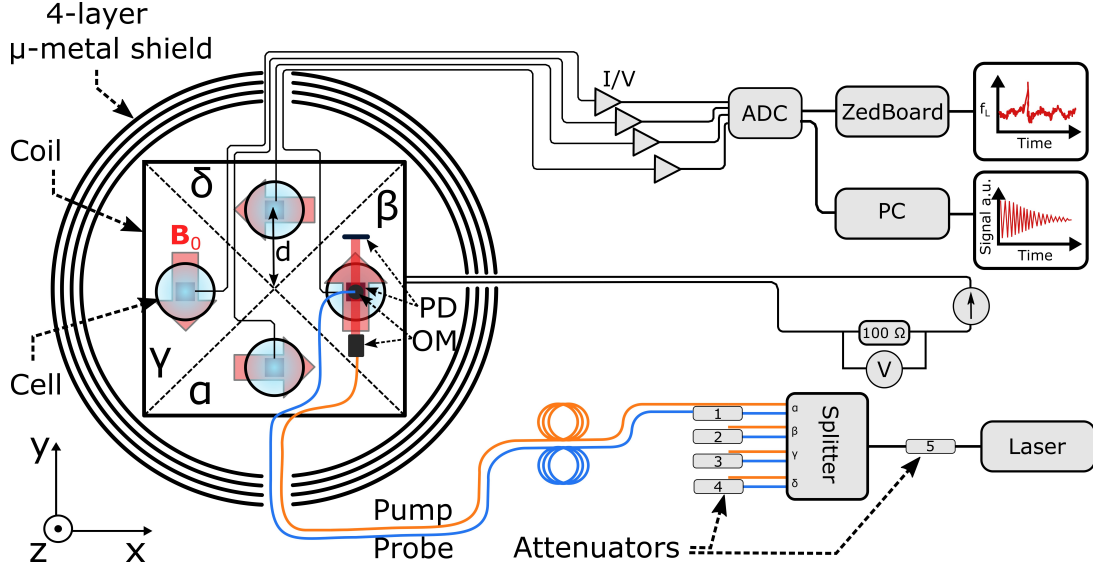 4-layer
μ-metal shield
Coil
Cell
δ
β
γ
α
B₀
d
PD
OM
I/V
ADC
ZedBoard
PC
f_L
Time
Signal a.u.
Time
100 Ω
V
Splitter
α
β
γ
δ
1
2
3
4
5
Laser
Attenuators
Pump
Probe
y
z
x